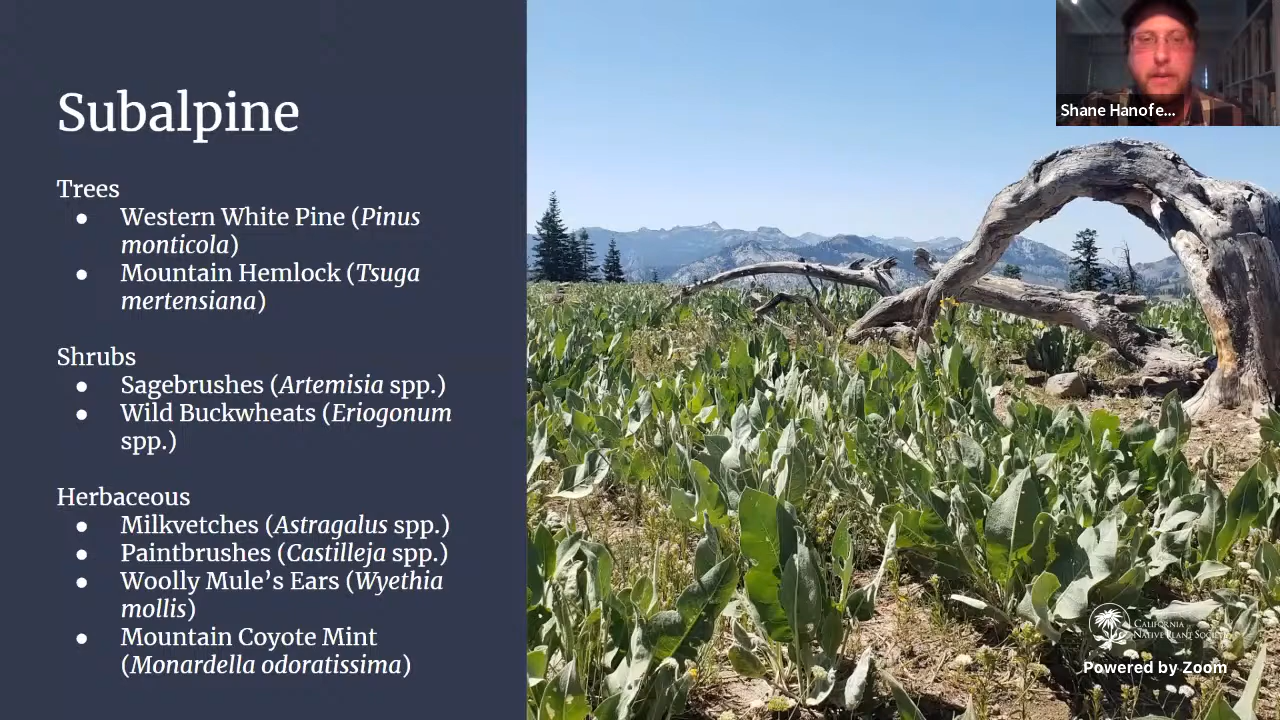 Subalpine
Trees
● Western White Pine (Pinus
monticola)
● Mountain Hemlock (Tsuga
mertensiana)
Shrubs
● Sagebrushes (Artemisia spp.)
● Wild Buckwheats (Eriogonum
spp.)
Herbaceous
● Milkvetches (Astragalus spp.)
● Paintbrushes (Castilleja spp.)
● Woolly Mule’s Ears (Wyethia
mollis)
● Mountain Coyote Mint
(Monardella odoratissima)
Shane Hanofe...
CALIFORNIA
NATIVE PLANT SOCIETY
Powered by Zoom